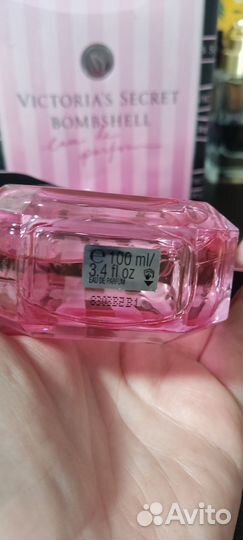 VICTORIA'S SECRET
BOMBSHELL
eau de parfum
℮ 100 ml/
3.4 fl oz
EAU DE PARFUM
Avito